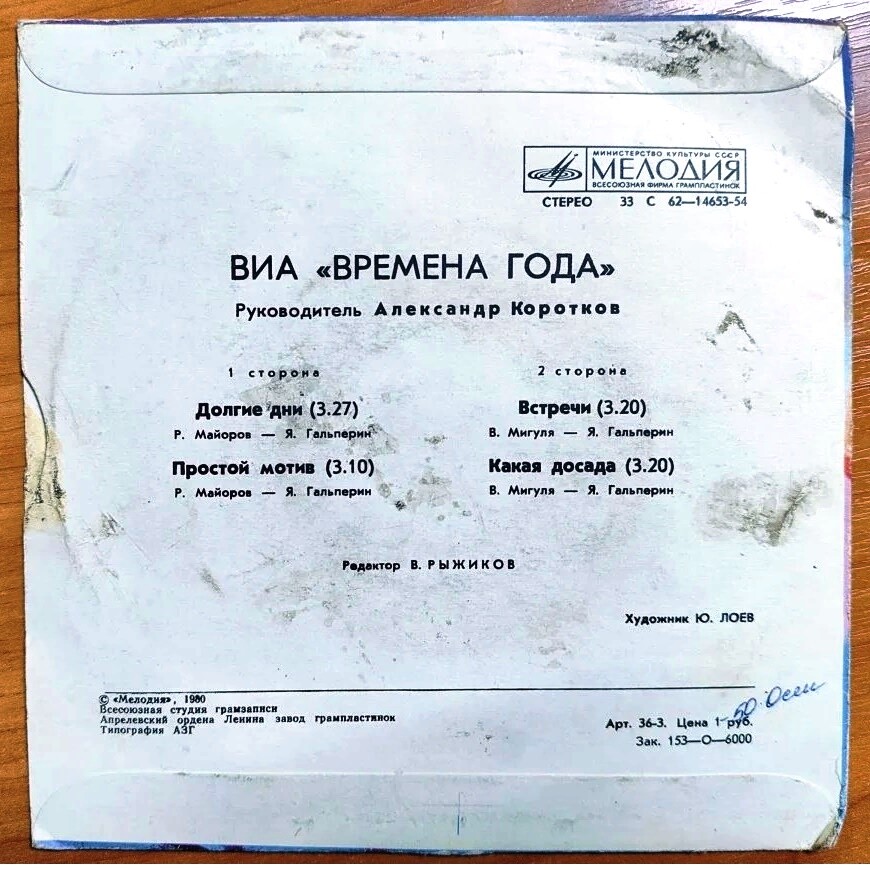 МИНИСТЕРСТВО КУЛЬТУРЫ СССР
МЕЛОДИЯ
ВСЕСОЮЗНАЯ ФИРМА ГРАМПЛАСТИНОК
СТЕРЕО 33 С 62—14653-54
ВИА «ВРЕМЕНА ГОДА»
Руководитель Александр Коротков
1 сторона
Долгие дни (3.27)
Р. Майоров — Я. Гальперин
Простой мотив (3.10)
Р. Майоров — Я. Гальперин
2 сторона
Встречи (3.20)
В. Мигуля — Я. Гальперин
Какая досада (3.20)
В. Мигуля — Я. Гальперин
Редактор В. РЫЖИКОВ
Художник Ю. ЛОЕВ
© «Мелодия», 1980
Всесоюзная студия грамзаписи
Апрелевский ордена Ленина завод грампластинок
Типография АЗГ
Арт. 36-3. Цена 1 руб.
Зак. 153—О—6000
50